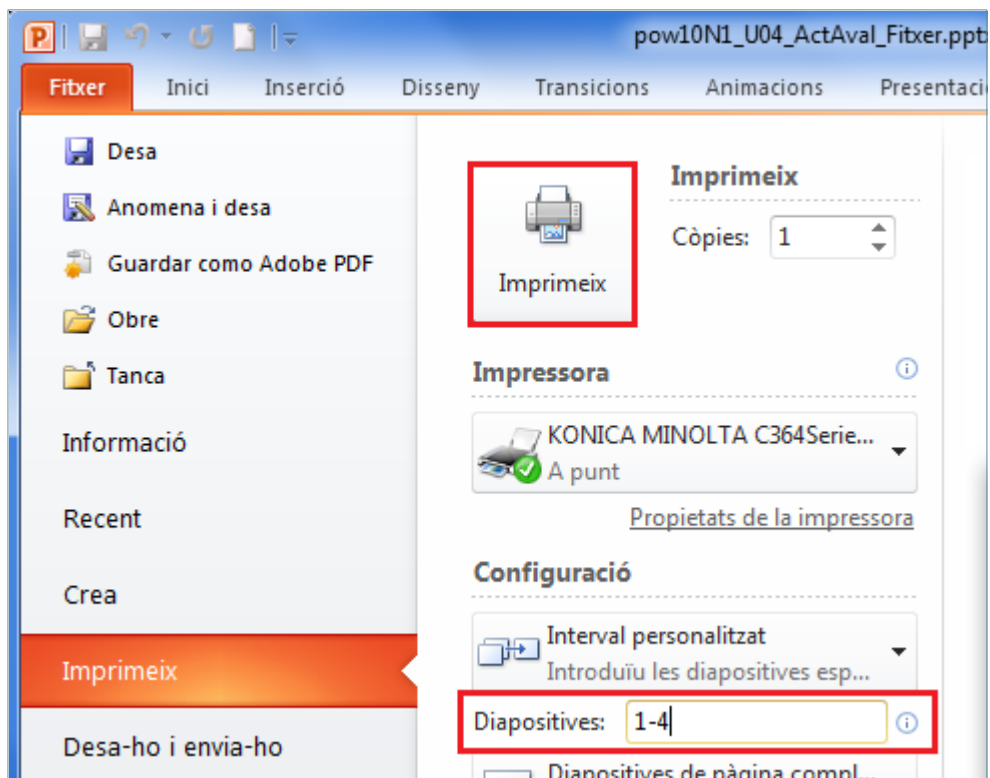 pow10N1_U04_ActAval_Fitxer.ppt
Fitxer Inici Inserció Disseny Transicions Animacions Presentaci
Desa
Anomena i desa
Guardar como Adobe PDF
Obre
Tanca
Informació
Recent
Crea
Imprimeix
Desa-ho i envia-ho
Imprimeix
Imprimeix
Còpies: 1
Impressora
KONICA MINOLTA C364Serie...
A punt
Propietats de la impressora
Configuració
Interval personalitzat
Introduïu les diapositives esp...
Diapositives: 1-4
Diapositives de pàgina compl...